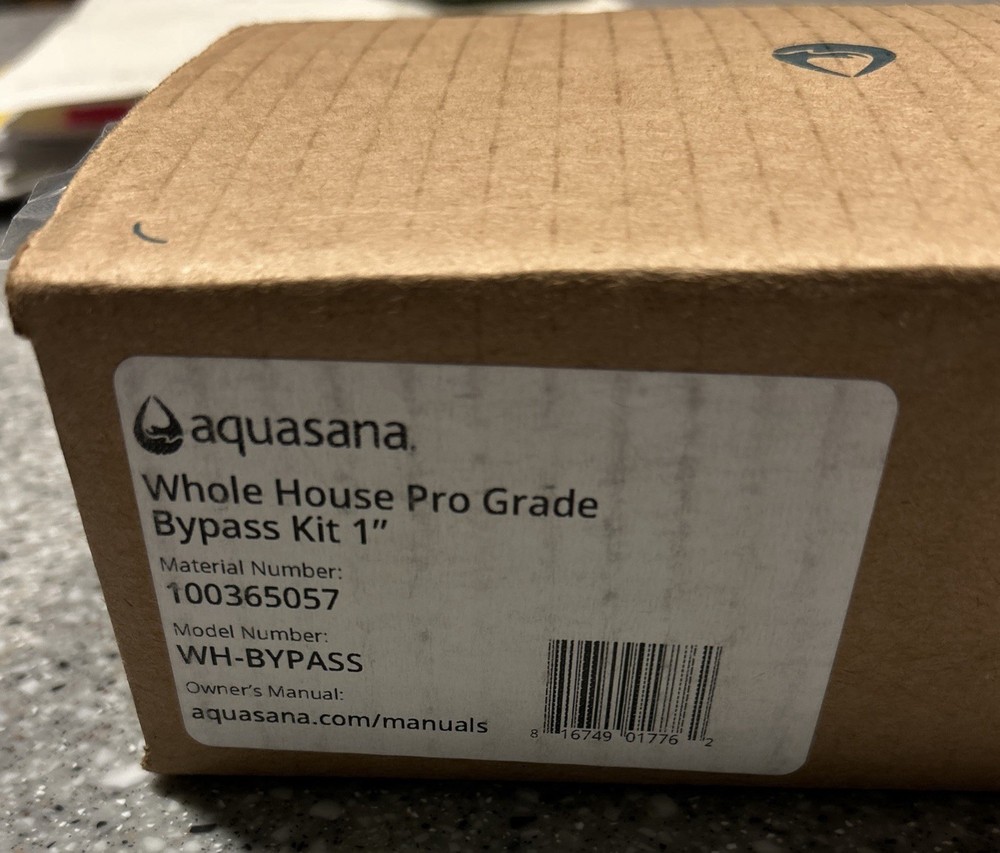 aquasana
Whole House Pro Grade
Bypass Kit 1”
Material Number:
100365057
Model Number:
WH-BYPASS
Owner’s Manual:
aquasana.com/manuals
8 16749 01776 2